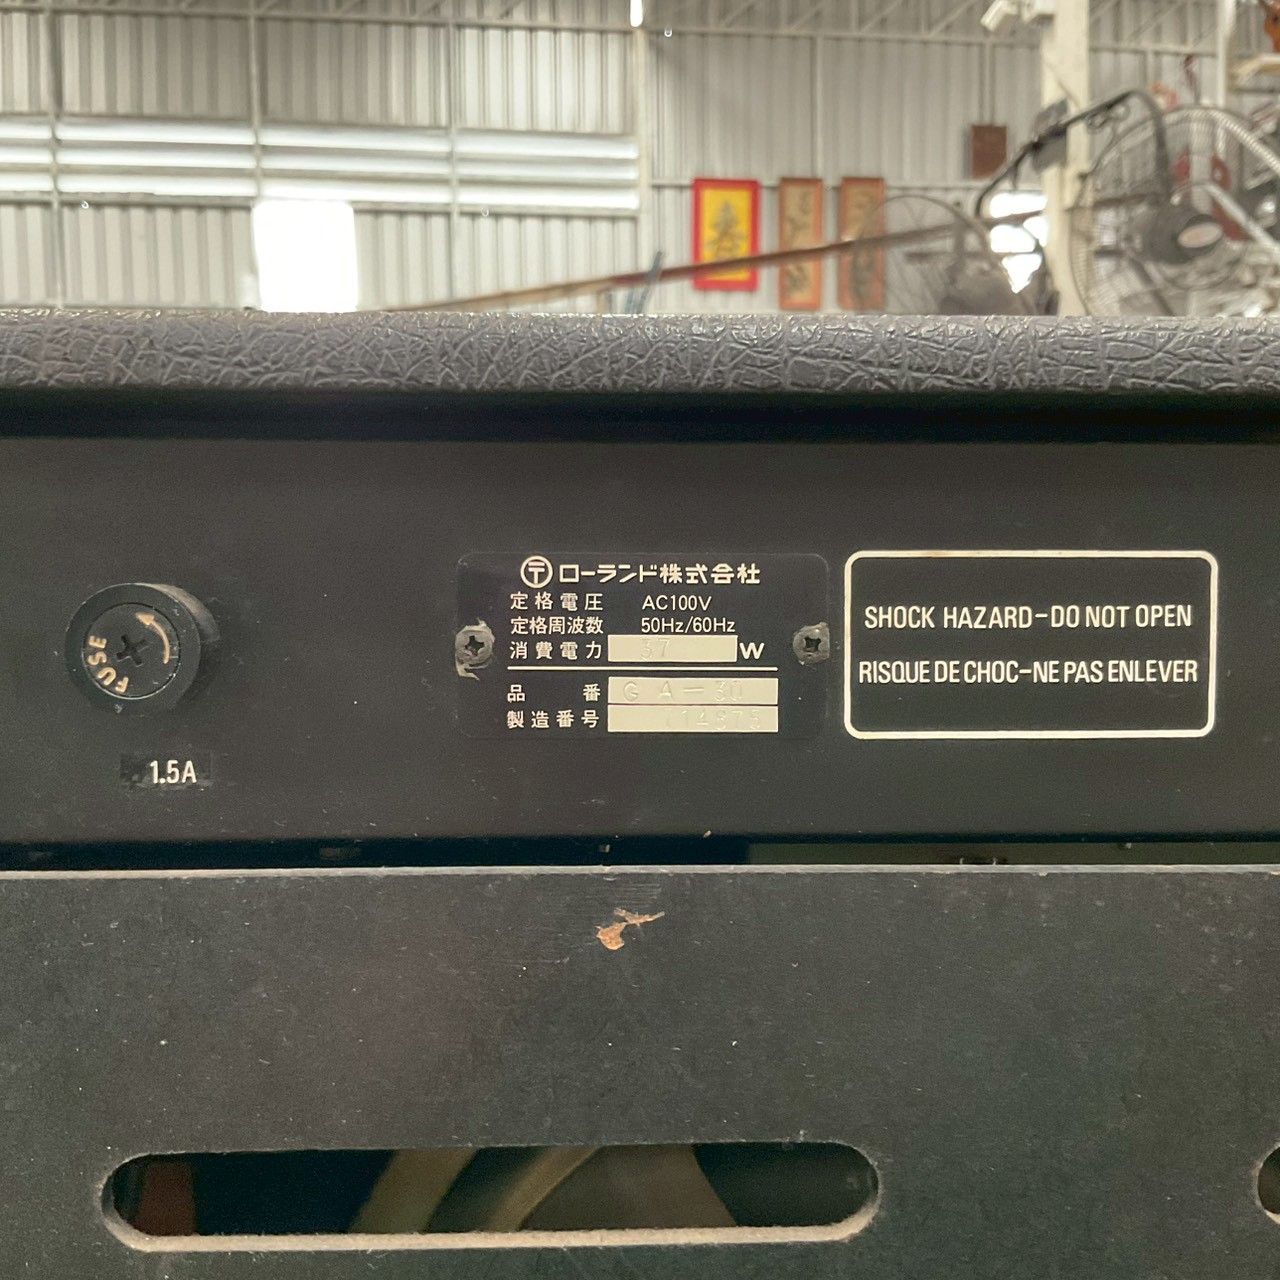 〒 ローランド株式会社
定格電圧 AC100V
定格周波数 50Hz/60Hz
消費電力 37 W
品番 GA-30
製造番号
SHOCK HAZARD-DO NOT OPEN
RISQUE DE CHOC-NE PAS ENLEVER
FUSE
1.5A